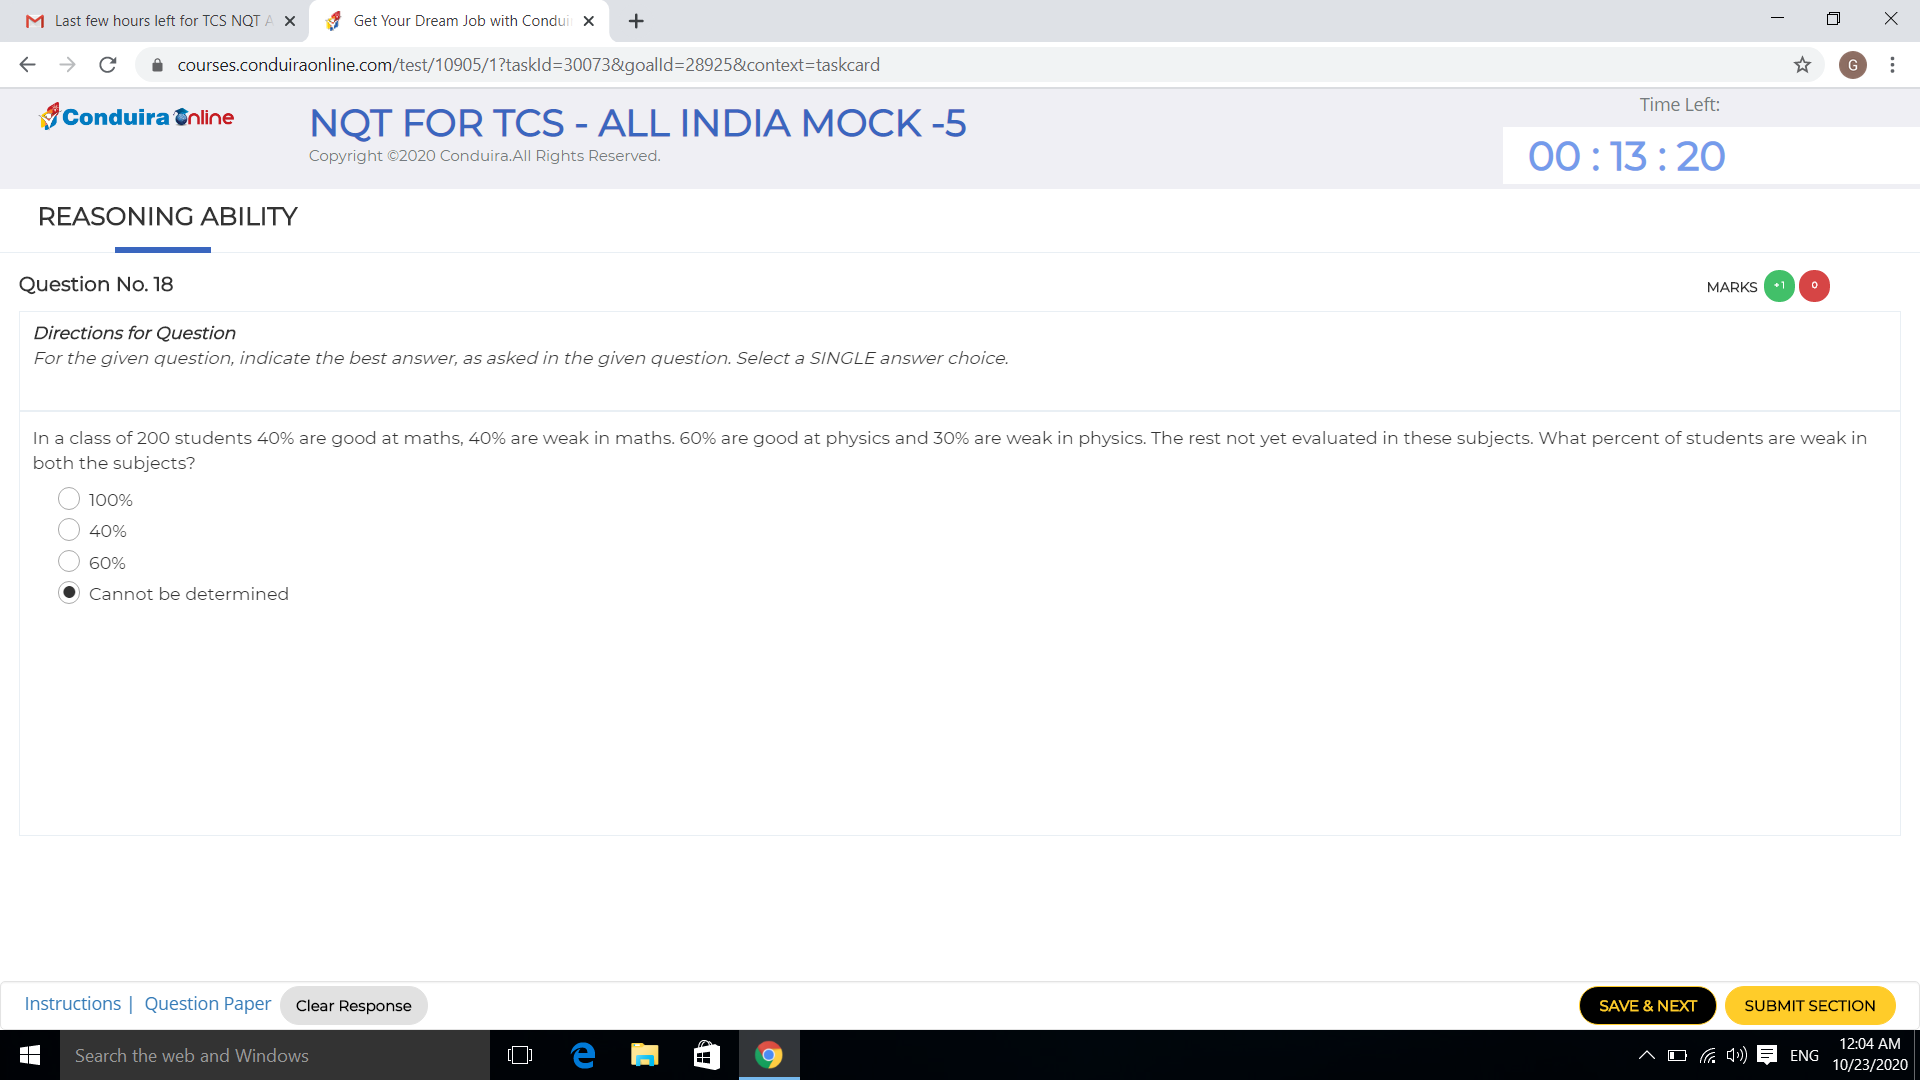 Last few hours left for TCS NQT A
Get Your Dream Job with Condui
courses.conduiraonline.com/test/10905/1?taskId=30073&goalId=28925&context=taskcard
G
Conduira Online
NQT FOR TCS - ALL INDIA MOCK -5
Copyright ©2020 Conduira.All Rights Reserved.
Time Left:
00 : 13 : 20
REASONING ABILITY
Question No. 18
MARKS +1 0
Directions for Question
For the given question, indicate the best answer, as asked in the given question. Select a SINGLE answer choice.
In a class of 200 students 40% are good at maths, 40% are weak in maths. 60% are good at physics and 30% are weak in physics. The rest not yet evaluated in these subjects. What percent of students are weak in
both the subjects?
100%
40%
60%
Cannot be determined
Instructions | Question Paper Clear Response
SAVE & NEXT SUBMIT SECTION
Search the web and Windows
ENG
12:04 AM
10/23/2020